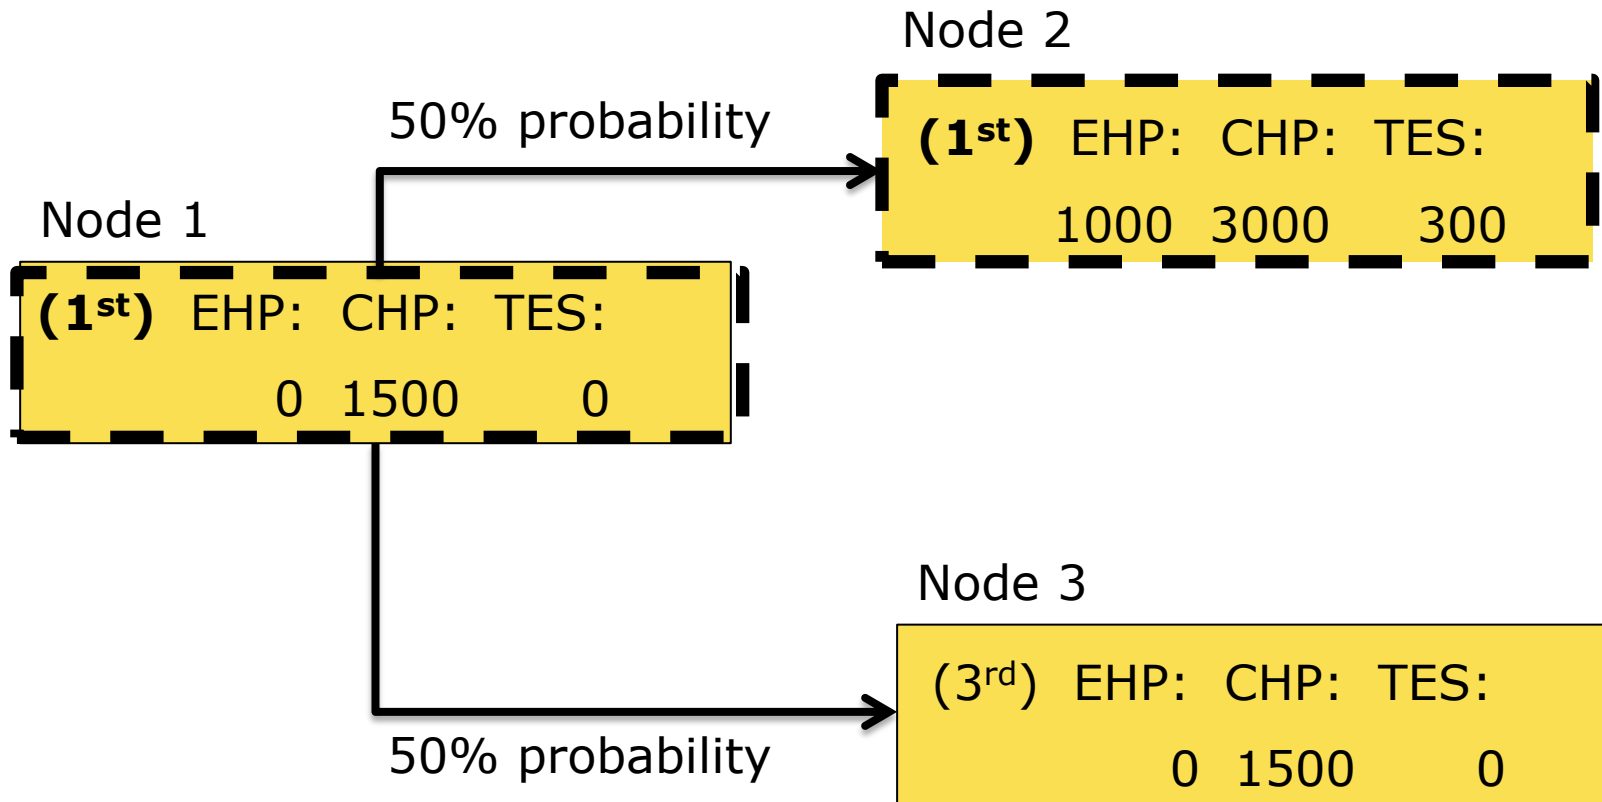 Node 2
50% probability
(1st) EHP: CHP: TES:
1000 3000 300
Node 1
(1st) EHP: CHP: TES:
0 1500 0
Node 3
(3rd) EHP: CHP: TES:
50% probability
0 1500 0